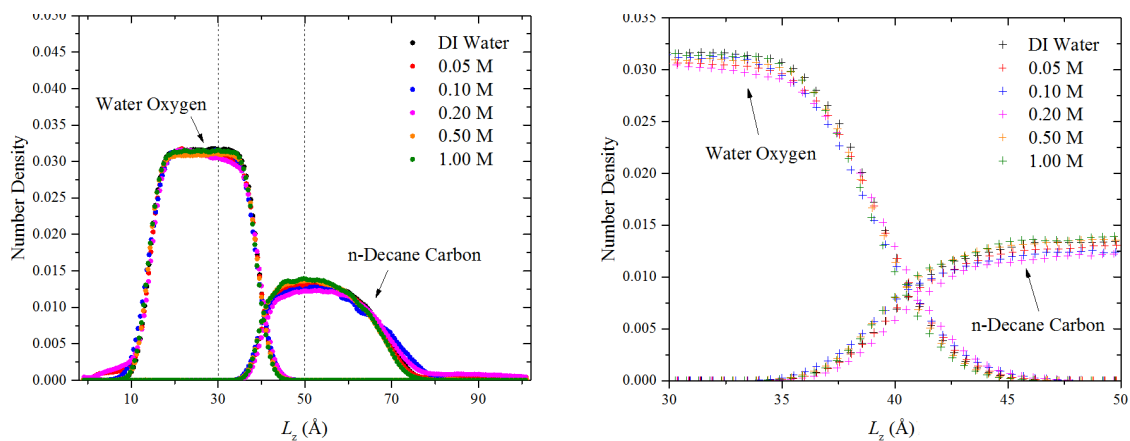 0.050
0.045
0.040
0.035
0.030
0.025
0.020
0.015
0.010
0.005
0.000
Number Density
10 30 50 70 90
Lz (Å)
Water Oxygen
n-Decane Carbon
DI Water
0.05 M
0.10 M
0.20 M
0.50 M
1.00 M
0.035
0.030
0.025
0.020
0.015
0.010
0.005
0.000
Number Density
30 35 40 45 50
Lz (Å)
Water Oxygen
n-Decane Carbon
DI Water
0.05 M
0.10 M
0.20 M
0.50 M
1.00 M